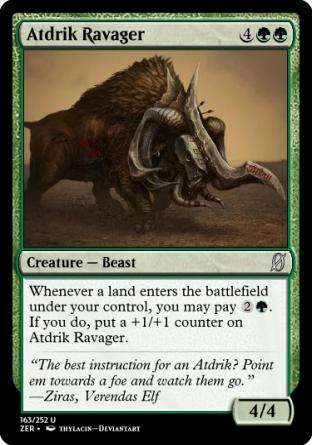 Atdrik Ravager 4
Creature — Beast
Whenever a land enters the battlefield
under your control, you may pay 2 .
If you do, put a +1/+1 counter on
Atdrik Ravager.
"The best instruction for an Atdrik? Point
em towards a foe and watch them go."
—Ziras, Verendas Elf
4/4
163/252 U
ZER • THYLACIN—DEVIANTART